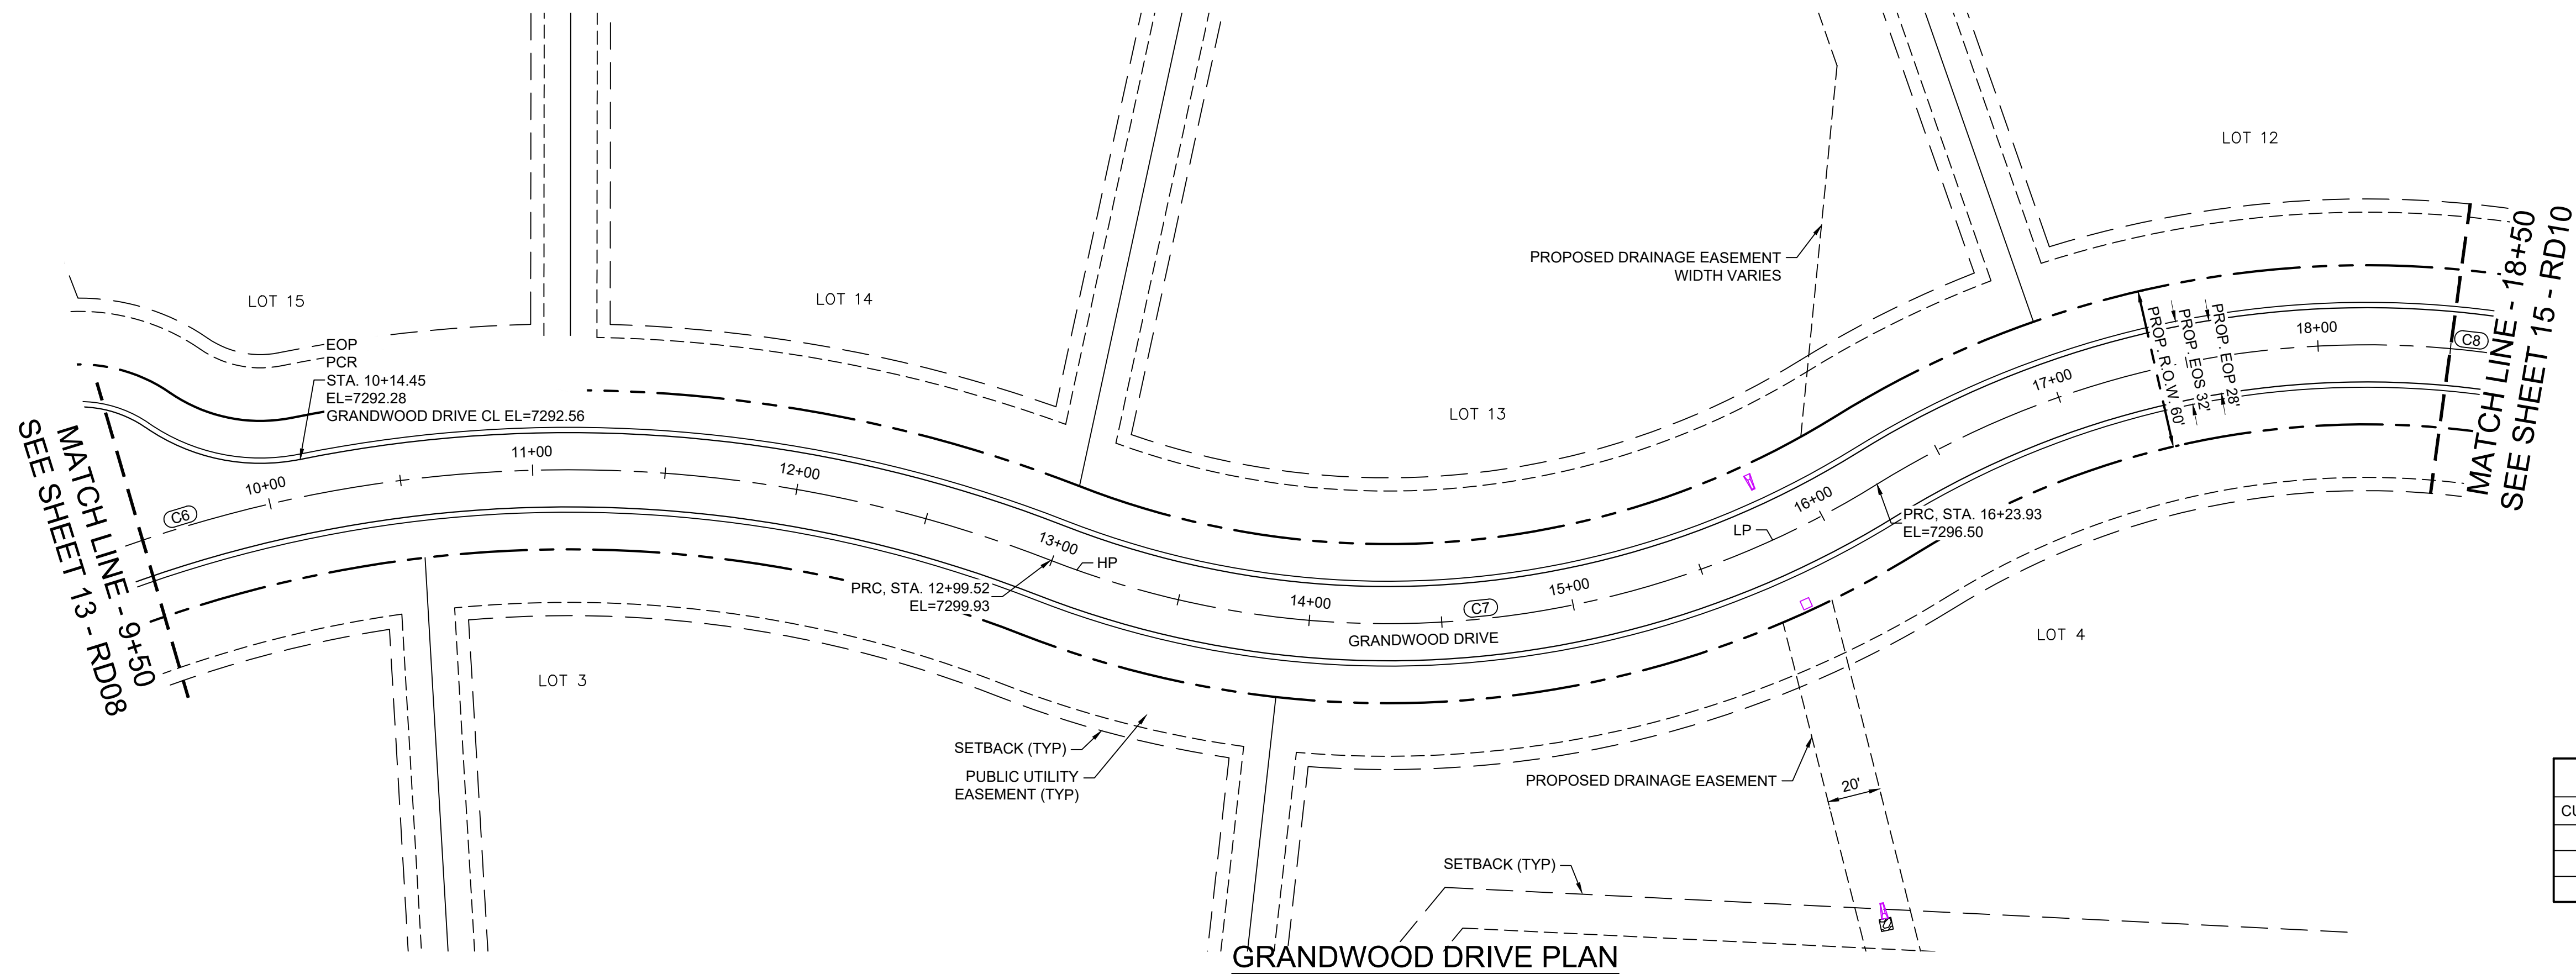 LOT 12
LOT 15
LOT 14
LOT 13
LOT 3
LOT 4
PROPOSED DRAINAGE EASEMENT
WIDTH VARIES
EOP
PCR
STA. 10+14.45
EL=7292.28
GRANDWOOD DRIVE CL EL=7292.56
MATCH LINE - 9+50
SEE SHEET 13 - RD08
C6
10+00
11+00
12+00
13+00
HP
PRC, STA. 12+99.52
EL=7299.93
14+00
C7
15+00
GRANDWOOD DRIVE
LP
16+00
PRC, STA. 16+23.93
EL=7296.50
17+00
PROP. R.O.W. 60'
PROP. EOS 32'
PROP. EOP 28'
18+00
C8
MATCH LINE - 18+50
SEE SHEET 15 - RD10
SETBACK (TYP)
PUBLIC UTILITY
EASEMENT (TYP)
PROPOSED DRAINAGE EASEMENT
20'
SETBACK (TYP)
GRANDWOOD DRIVE PLAN